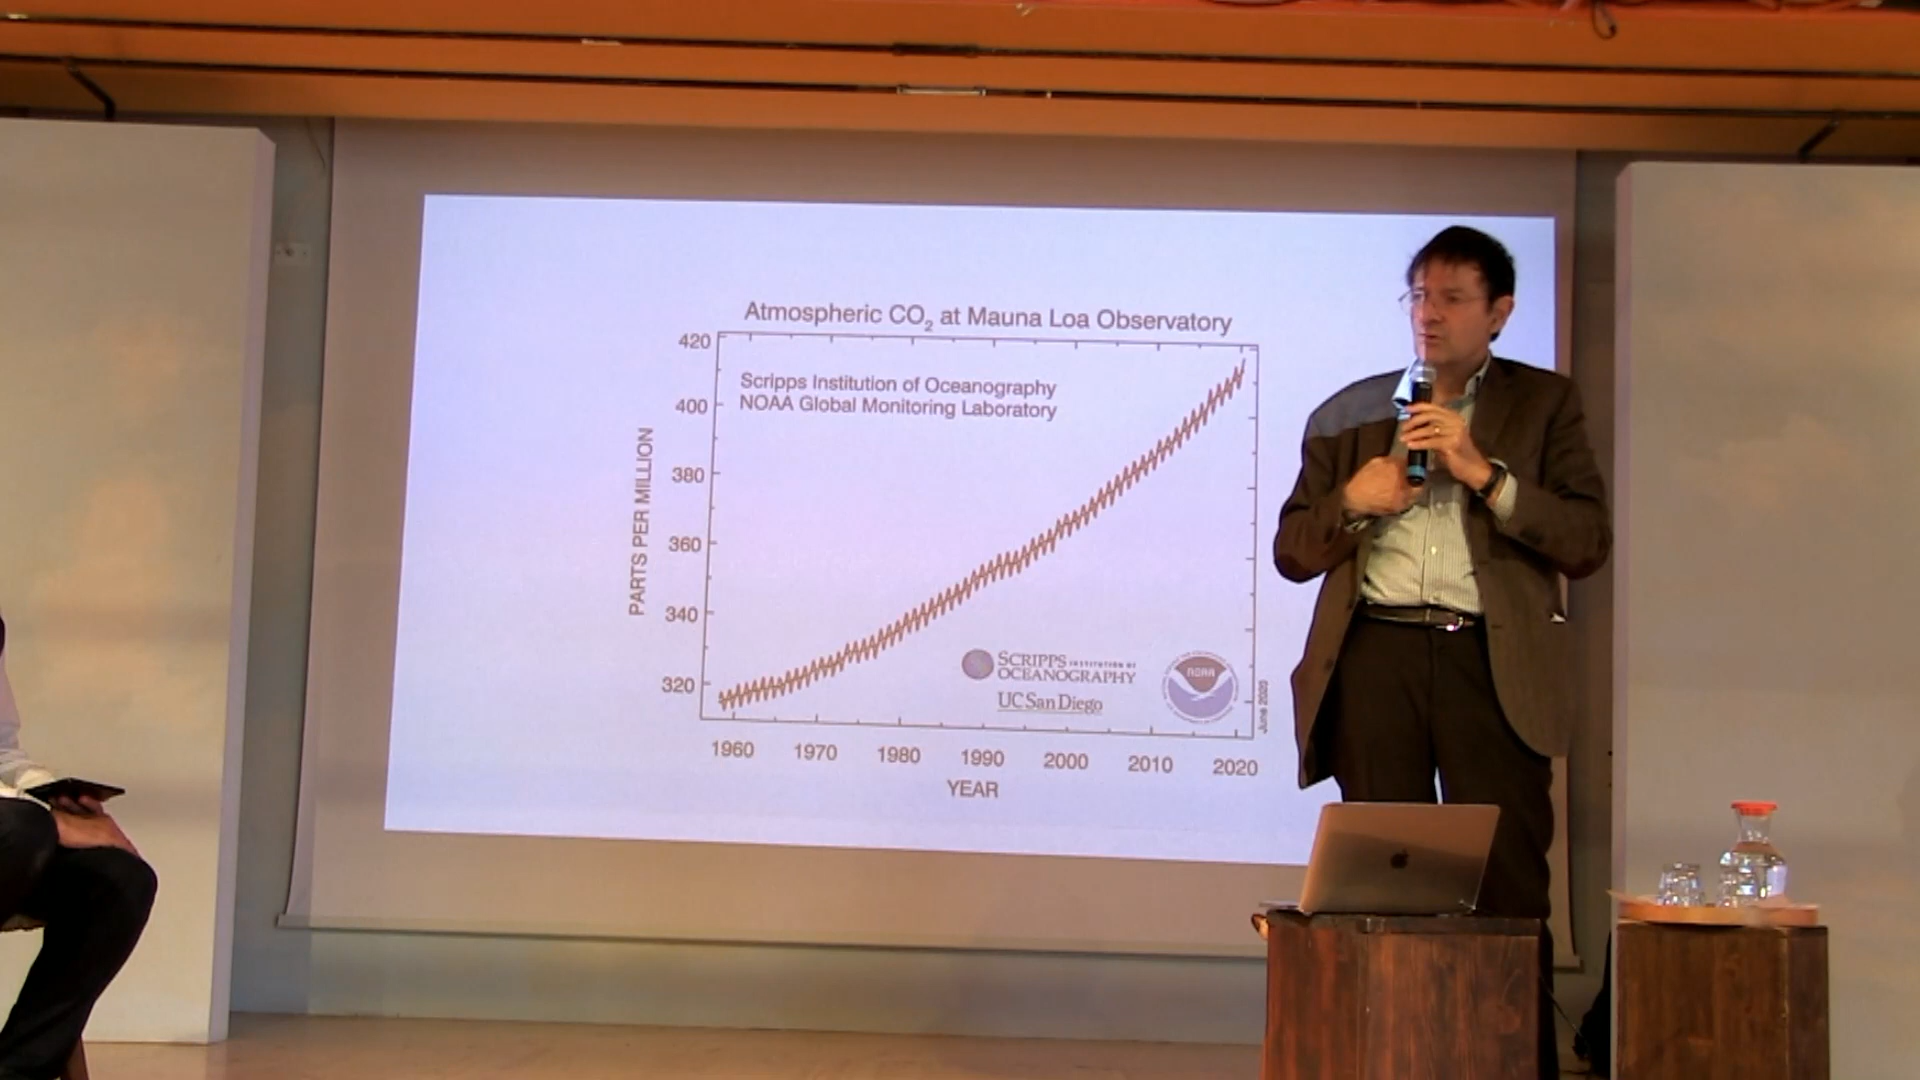 Atmospheric CO₂ at Mauna Loa Observatory
420
Scripps Institution of Oceanography
NOAA Global Monitoring Laboratory
400
380
360
340
320
PARTS PER MILLION
SCRIPPS INSTITUTION OF
OCEANOGRAPHY
UC San Diego
NOAA
June 2020
1960 1970 1980 1990 2000 2010 2020
YEAR